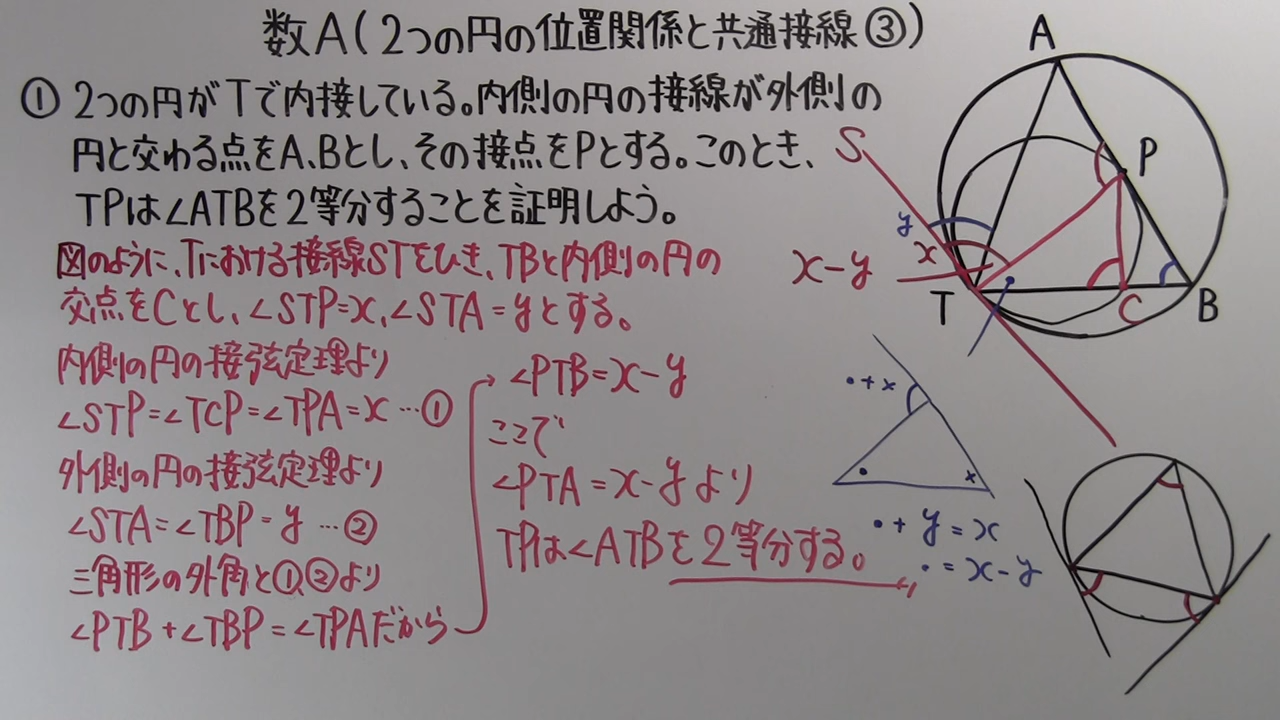 数A(2つの円の位置関係と共通接線③)
① 2つの円がTで内接している。内側の円の接線が外側の
円と交わる点をA、Bとし、その接点をPとする。このとき、
TPは∠ATBを2等分することを証明しよう。
図のように、Tにおける接線STをひき、TBと内側の円の
交点をCとし、∠STP=x、∠STA=yとする。
内側の円の接弦定理より
∠STP=∠TCP=∠TPA=x…①
外側の円の接弦定理より
∠STA=∠TBP=y…②
三角形の外角と①、②より
∠PTB+∠TBP=∠TPAだから
∠PTB=x-y
ここで
∠PTA=x-yより
TPは∠ATBを2等分する。
A
S
P
y
x
x-y
T
C
B
•+×
•
×
•+y=x
•=x-y